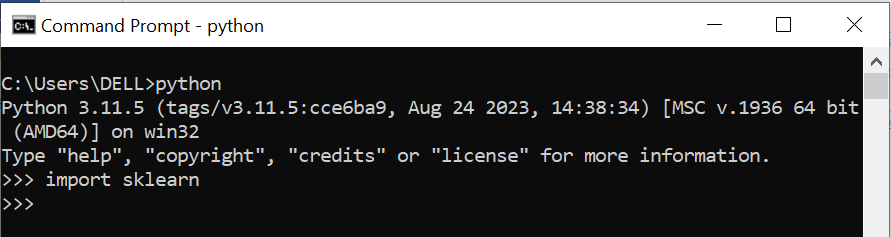 Command Prompt - python
C:\Users\DELL>python
Python 3.11.5 (tags/v3.11.5:cce6ba9, Aug 24 2023, 14:38:34) [MSC v.1936 64 bit
 (AMD64)] on win32
Type "help", "copyright", "credits" or "license" for more information.
>>> import sklearn
>>>